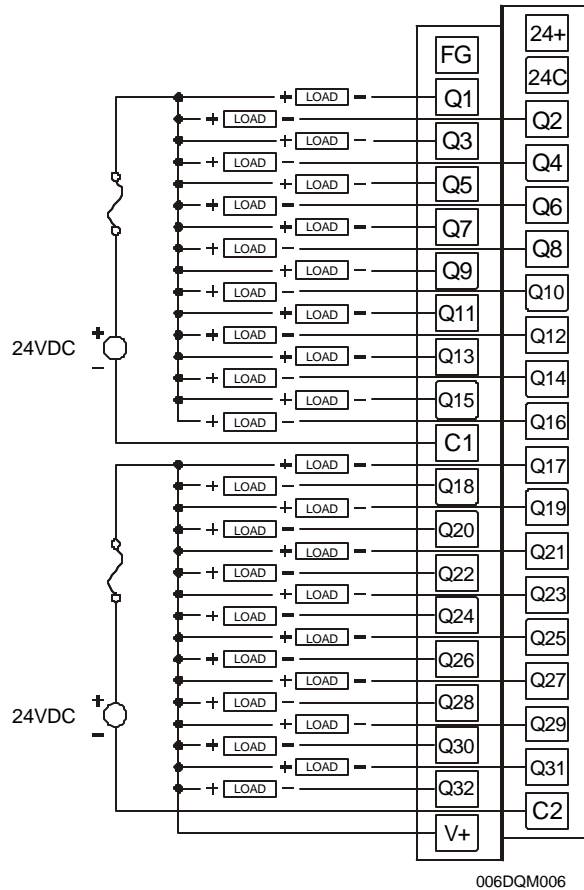 24+
FG
24C
+ LOAD − Q1
+ LOAD − Q2
+ LOAD − Q3
+ LOAD − Q4
+ LOAD − Q5
+ LOAD − Q6
+ LOAD − Q7
+ LOAD − Q8
+ LOAD − Q9
+ LOAD − Q10
+ LOAD − Q11
+ LOAD − Q12
24VDC + −
+ LOAD − Q13
+ LOAD − Q14
+ LOAD − Q15
+ LOAD − Q16
C1
+ LOAD − Q17
+ LOAD − Q18
+ LOAD − Q19
+ LOAD − Q20
+ LOAD − Q21
+ LOAD − Q22
+ LOAD − Q23
+ LOAD − Q24
+ LOAD − Q25
+ LOAD − Q26
+ LOAD − Q27
+ LOAD − Q28
24VDC + −
+ LOAD − Q29
+ LOAD − Q30
+ LOAD − Q31
+ LOAD − Q32
C2
V+
006DQM006